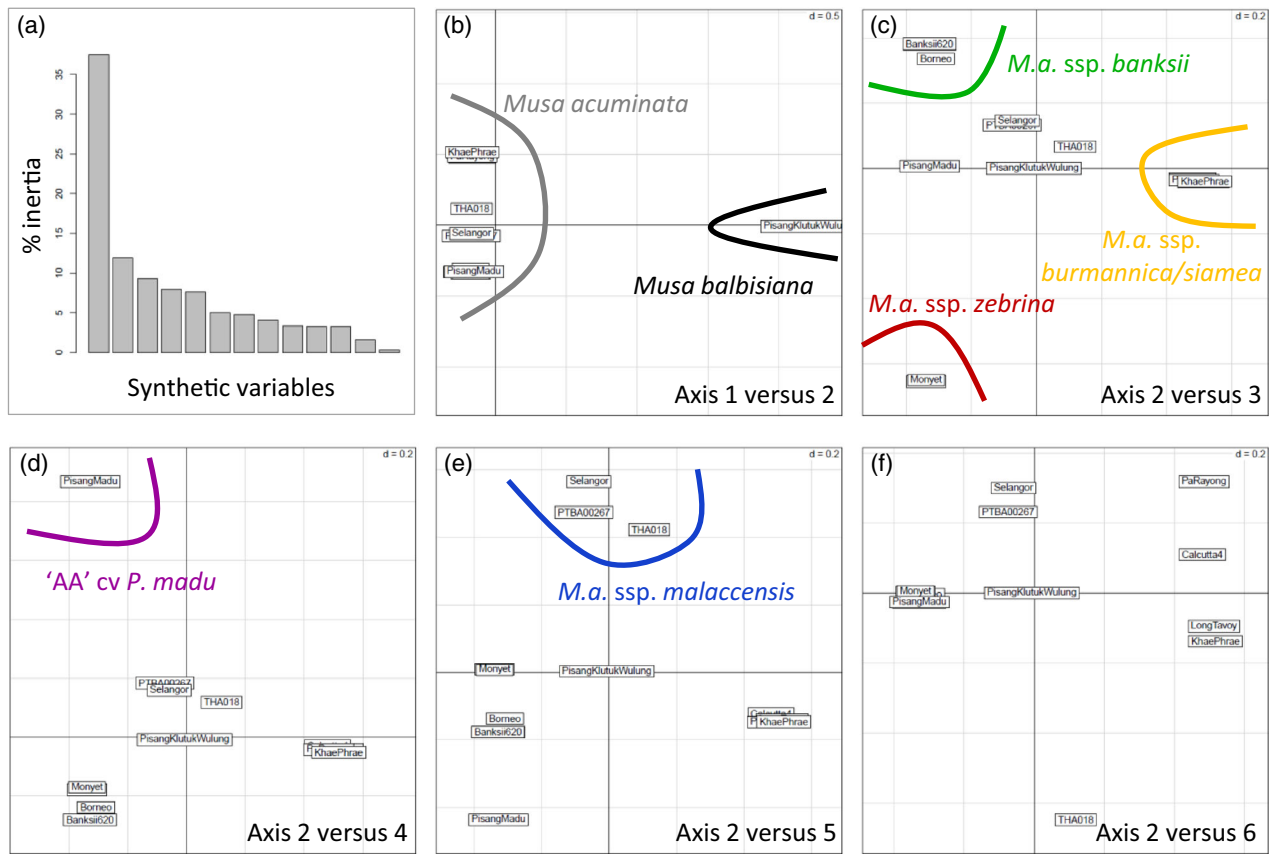 (a)
% inertia
35
30
25
20
15
10
5
0
Synthetic variables
(b)
d = 0.5
Musa acuminata
KhaePhrae
THA018
Selangor
PisangMadu
PisangKlutukWulu
Musa balbisiana
Axis 1 versus 2
(c)
d = 0.2
Banksii620
Borneo
M.a. ssp. banksii
Selangor
THA018
PisangMadu
PisangKlutukWulung
KhaePhrae
M.a. ssp.
burmannica/siamea
M.a. ssp. zebrina
Monyet
Axis 2 versus 3
(d)
d = 0.2
PisangMadu
‘AA’ cv P. madu
PTBA00267
Selangor
THA018
PisangKlutukWulung
KhaePhrae
Monyet
Borneo
Banksii620
Axis 2 versus 4
(e)
d = 0.2
Selangor
PTBA00267
THA018
M.a. ssp. malaccensis
Monyet
PisangKlutukWulung
Calcutta4
Borneo
KhaePhrae
Banksii620
PisangMadu
Axis 2 versus 5
(f)
d = 0.2
PaRayong
Selangor
PTBA00267
Calcutta4
Monyet
PisangKlutukWulung
PisangMadu
LongTavoy
KhaePhrae
THA018
Axis 2 versus 6